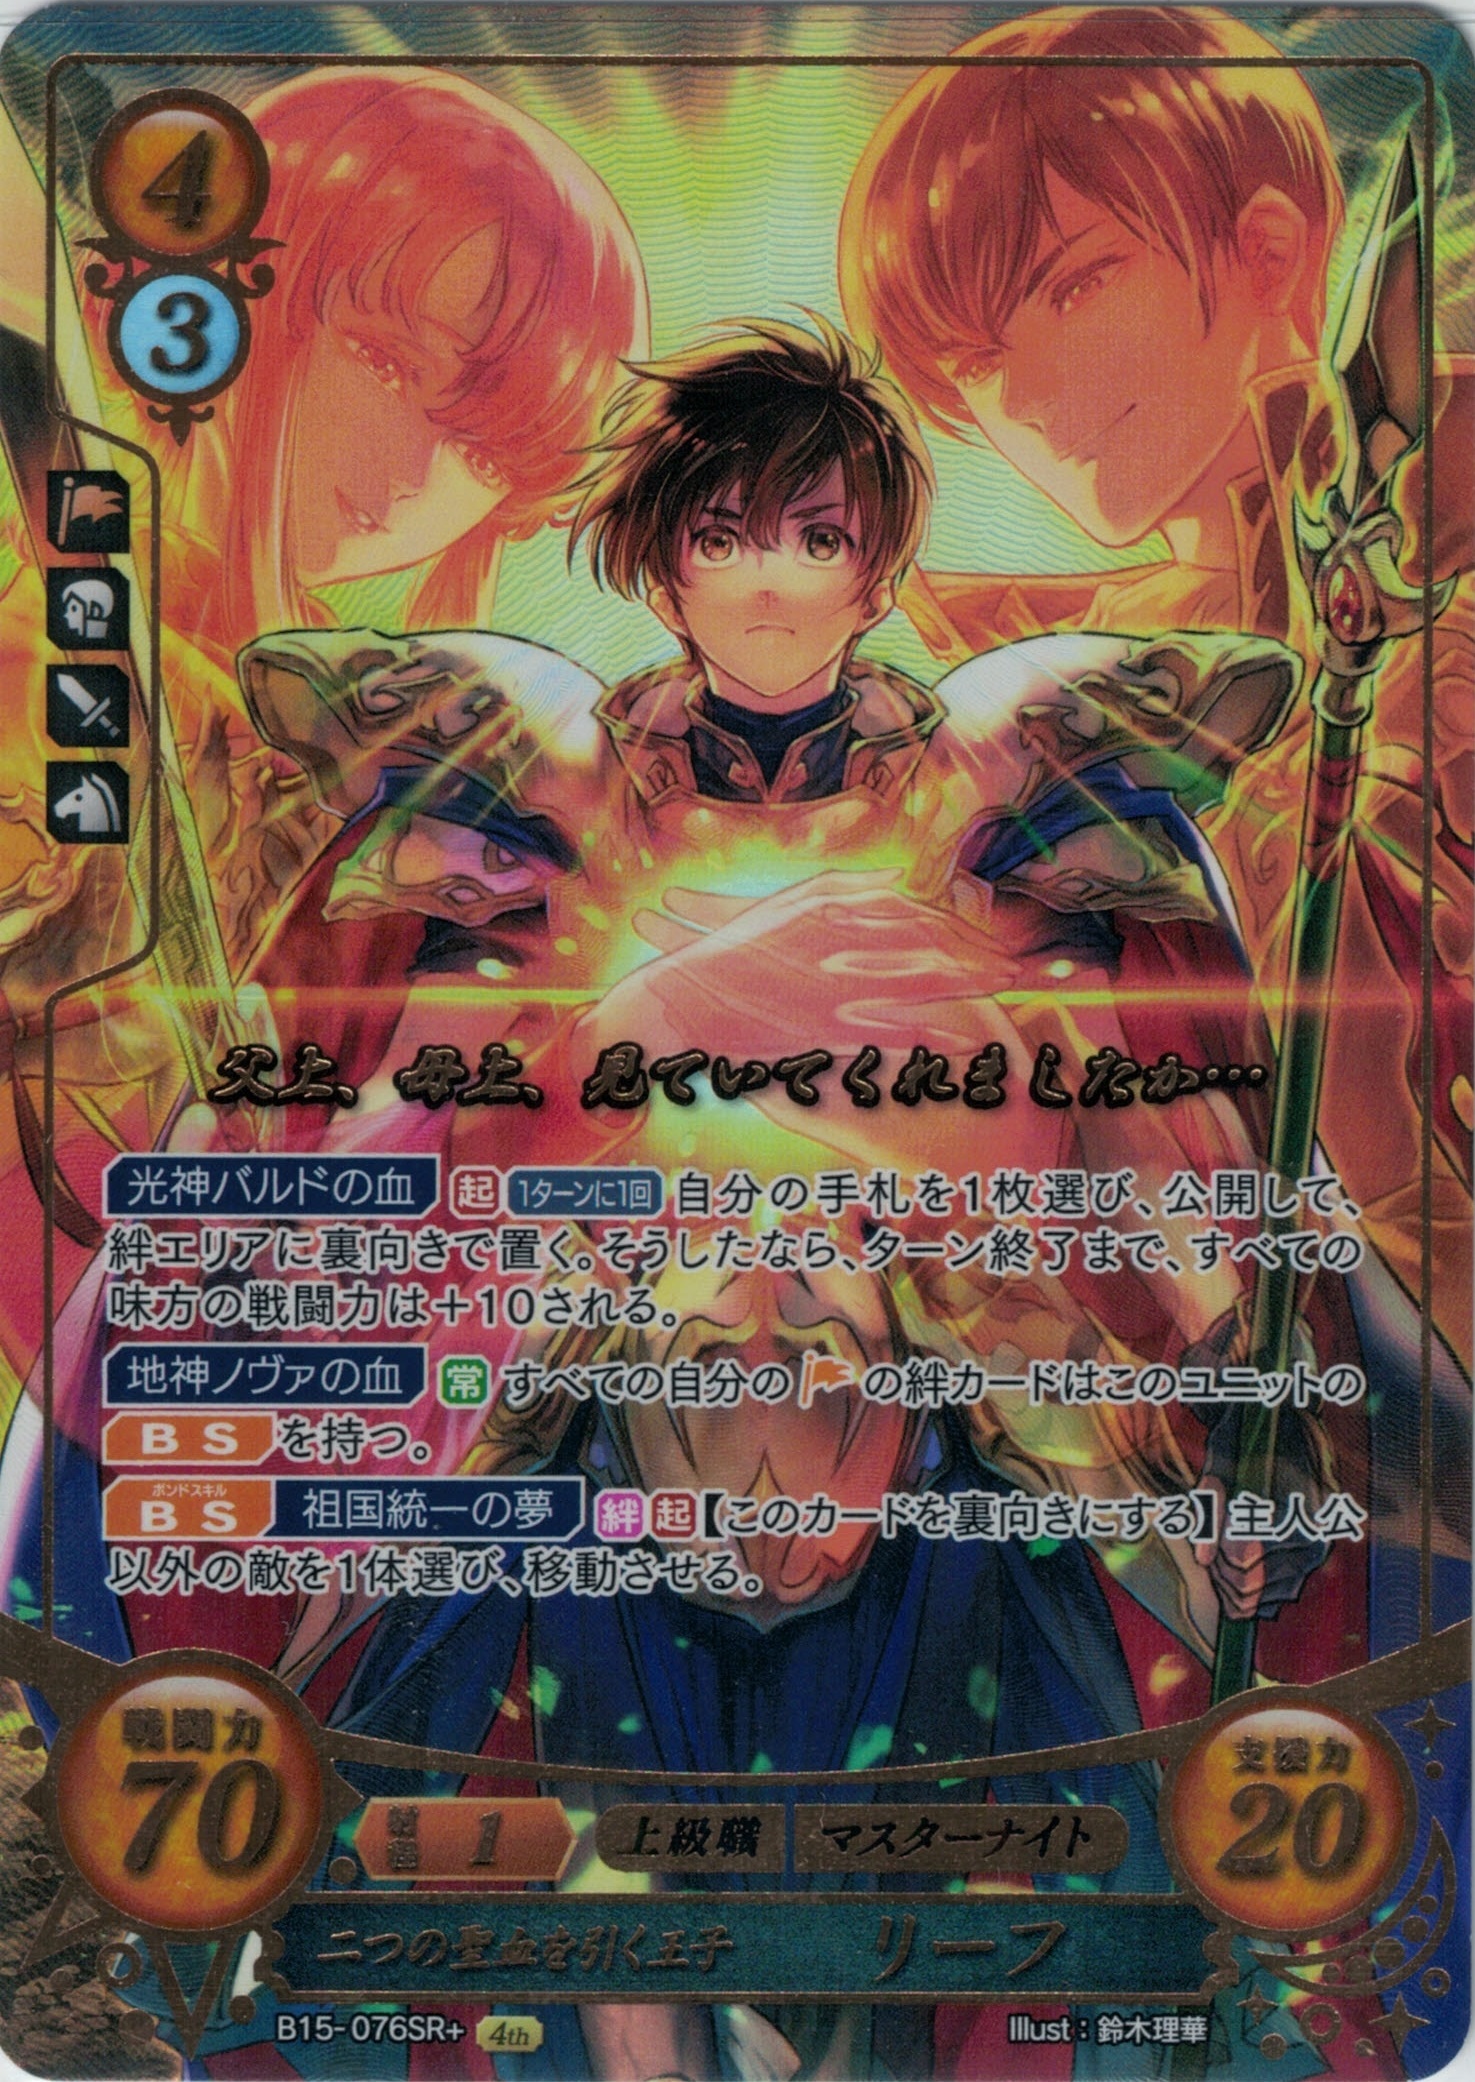 4
3
父上、母上、見ていてくれましたか…
光神バルドの血 起 1ターンに1回 自分の手札を1枚選び、公開して、
絆エリアに裏向きで置く。そうしたなら、ターン終了まで、すべての
味方の戦闘力は＋10される。
地神ノヴァの血 常 すべての自分の の絆カードはこのユニットの
BSを持つ。
ボンドスキル
BS 祖国統一の夢 絆 起【このカードを裏向きにする】主人公
以外の敵を1体選び、移動させる。
戦闘力
70
射程 1 上級職 マスターナイト
支援力
20
二つの聖血を引く王子 リーフ
B15-076SR+ 4th Illust：鈴木理華